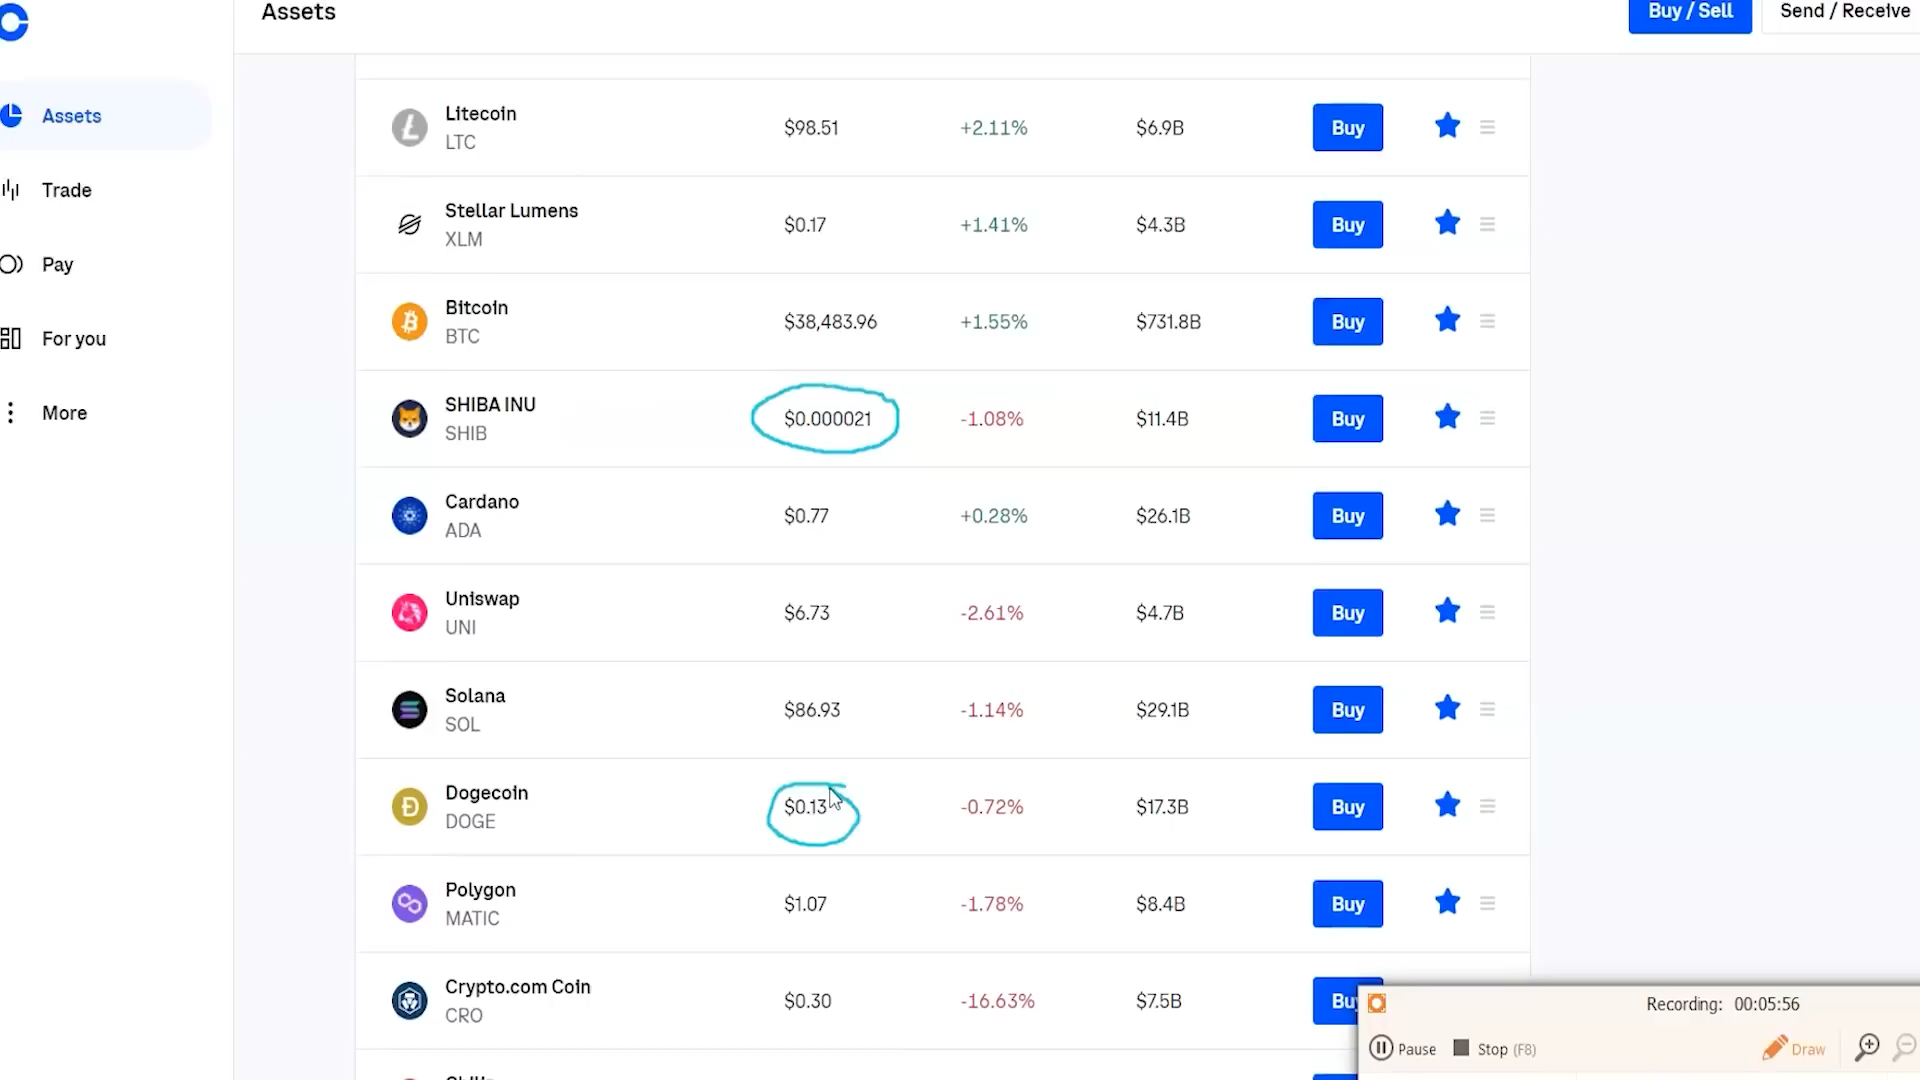 Assets
Buy / Sell
Send / Receive
Assets
Trade
Pay
For you
More
Litecoin
LTC
$98.51
+2.11%
$6.9B
Buy
Stellar Lumens
XLM
$0.17
+1.41%
$4.3B
Buy
Bitcoin
BTC
$38,483.96
+1.55%
$731.8B
Buy
SHIBA INU
SHIB
$0.000021
-1.08%
$11.4B
Buy
Cardano
ADA
$0.77
+0.28%
$26.1B
Buy
Uniswap
UNI
$6.73
-2.61%
$4.7B
Buy
Solana
SOL
$86.93
-1.14%
$29.1B
Buy
Dogecoin
DOGE
$0.13
-0.72%
$17.3B
Buy
Polygon
MATIC
$1.07
-1.78%
$8.4B
Buy
Crypto.com Coin
CRO
$0.30
-16.63%
$7.5B
Recording: 00:05:56
Pause
Stop (F8)
Draw